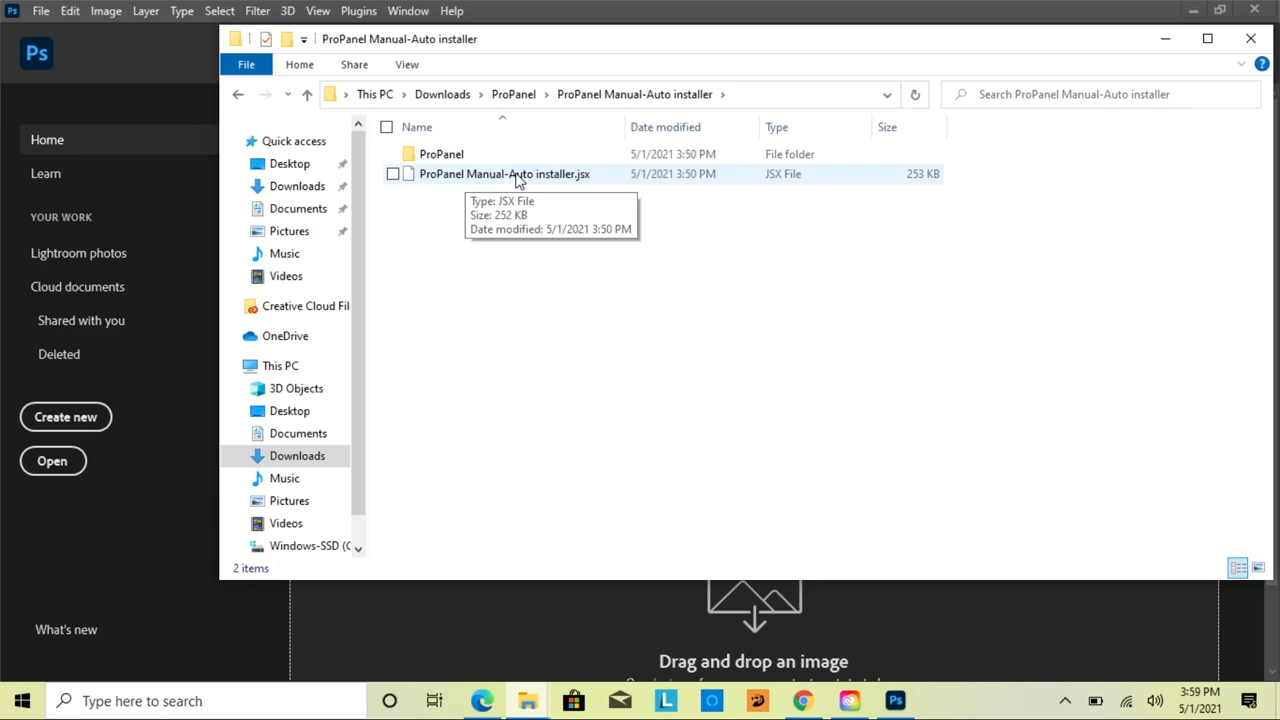 Ps File Edit Image Layer Type Select Filter 3D View Plugins Window Help
Ps
Home
Learn
YOUR WORK
Lightroom photos
Cloud documents
Shared with you
Deleted
Create new
Open
What's new
ProPanel Manual-Auto installer
File Home Share View
This PC > Downloads > ProPanel > ProPanel Manual-Auto installer >
Search ProPanel Manual-Auto installer
Quick access
Desktop
Downloads
Documents
Pictures
Music
Videos
Creative Cloud Fil
OneDrive
This PC
3D Objects
Desktop
Documents
Downloads
Music
Pictures
Videos
Windows-SSD (C
Name Date modified Type Size
ProPanel 5/1/2021 3:50 PM File folder
ProPanel Manual-Auto installer.jsx 5/1/2021 3:50 PM JSX File 253 KB
Type: JSX File
Size: 252 KB
Date modified: 5/1/2021 3:50 PM
2 items
Drag and drop an image
Type here to search
L
Ps
3:59 PM
5/1/2021